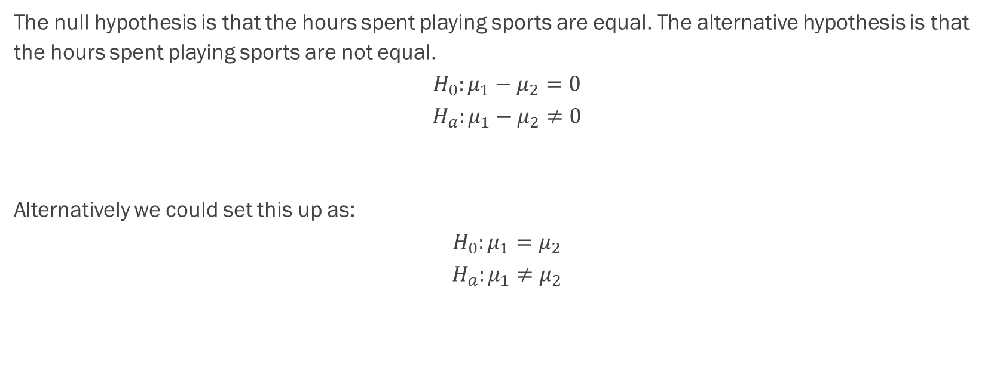 The null hypothesis is that the hours spent playing sports are equal. The alternative hypothesis is that
the hours spent playing sports are not equal.
H₀: μ₁ − μ₂ = 0
Hₐ: μ₁ − μ₂ ≠ 0
Alternatively we could set this up as:
H₀: μ₁ = μ₂
Hₐ: μ₁ ≠ μ₂